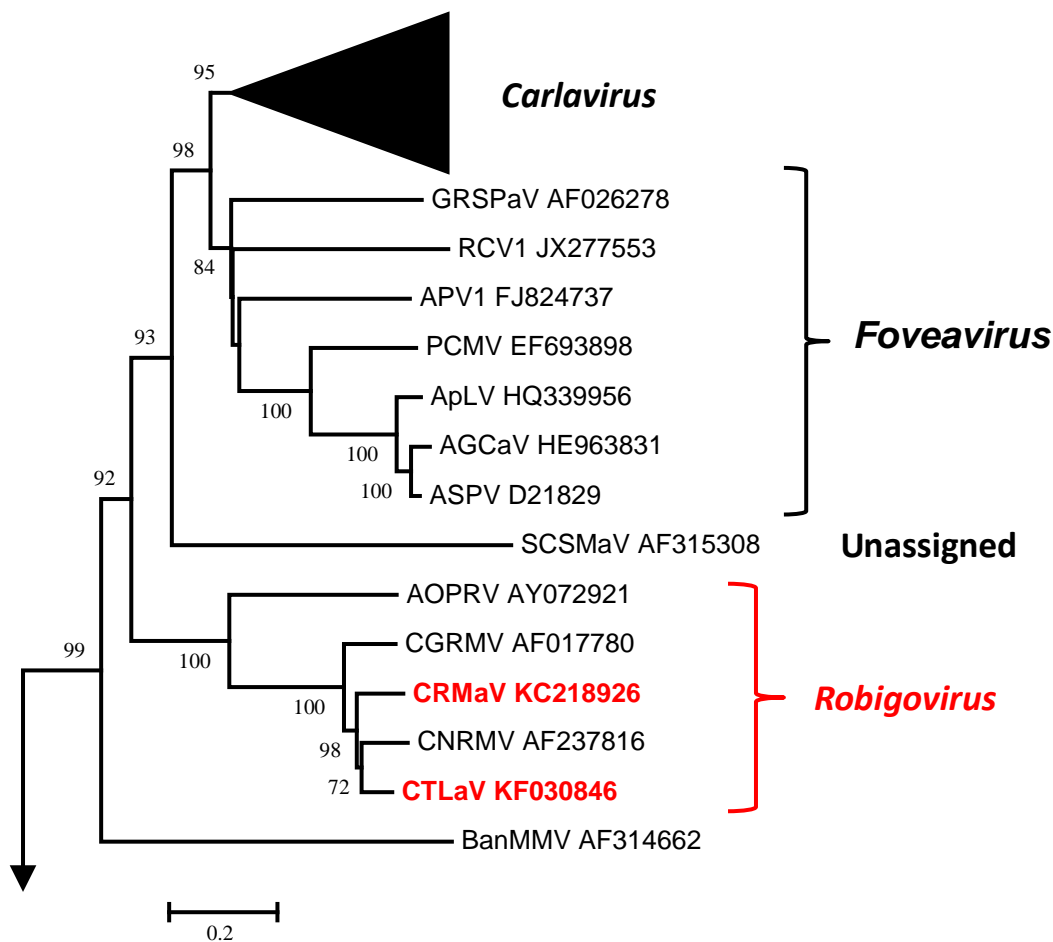 95
Carlavirus
98
GRSPaV AF026278
RCV1 JX277553
84
APV1 FJ824737
Foveavirus
93
PCMV EF693898
100
ApLV HQ339956
100
AGCaV HE963831
100
ASPV D21829
92
SCSMaV AF315308
Unassigned
AOPRV AY072921
99
100
CGRMV AF017780
CRMaV KC218926
Robigovirus
100
98
CNRMV AF237816
72
CTLaV KF030846
BanMMV AF314662
0.2